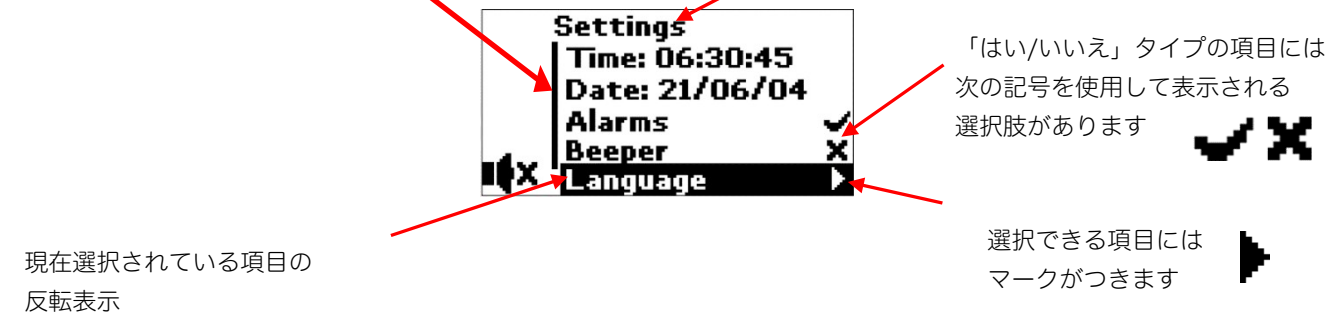 Settings
Time: 06:30:45
Date: 21/06/04
Alarms
Beeper
Language
「はい/いいえ」タイプの項目には
次の記号を使用して表示される
選択肢があります
選択できる項目には
マークがつきます
現在選択されている項目の
反転表示